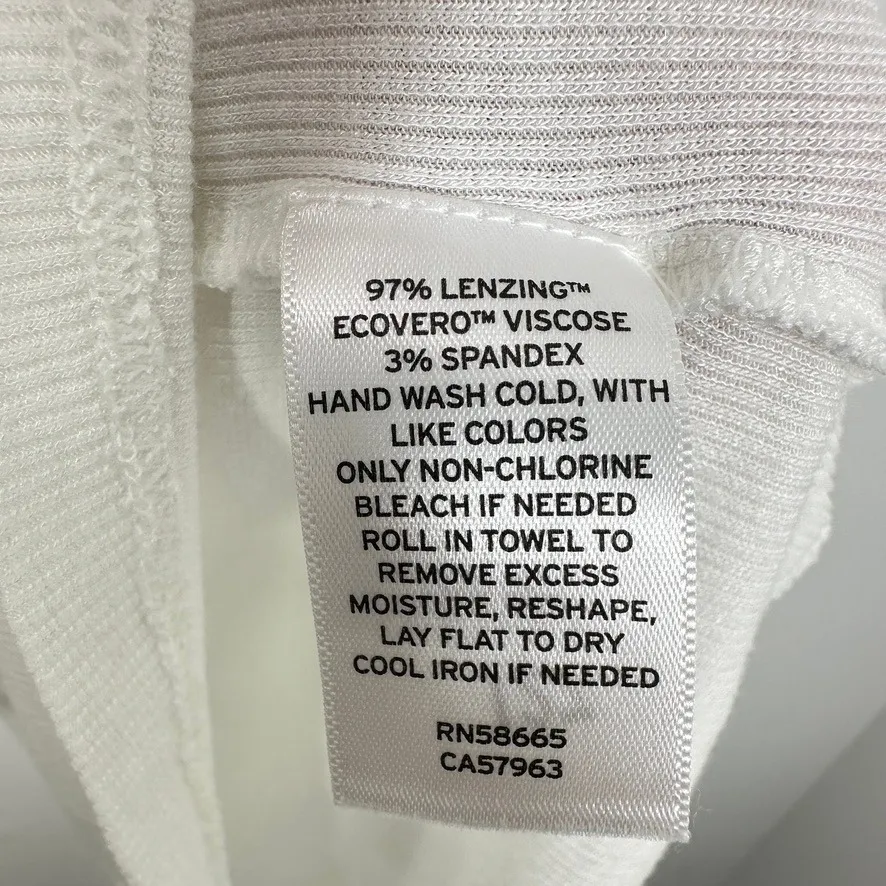 97% LENZING™
ECOVERO™ VISCOSE
3% SPANDEX
HAND WASH COLD, WITH
LIKE COLORS
ONLY NON-CHLORINE
BLEACH IF NEEDED
ROLL IN TOWEL TO
REMOVE EXCESS
MOISTURE, RESHAPE,
LAY FLAT TO DRY
COOL IRON IF NEEDED
RN58665
CA57963